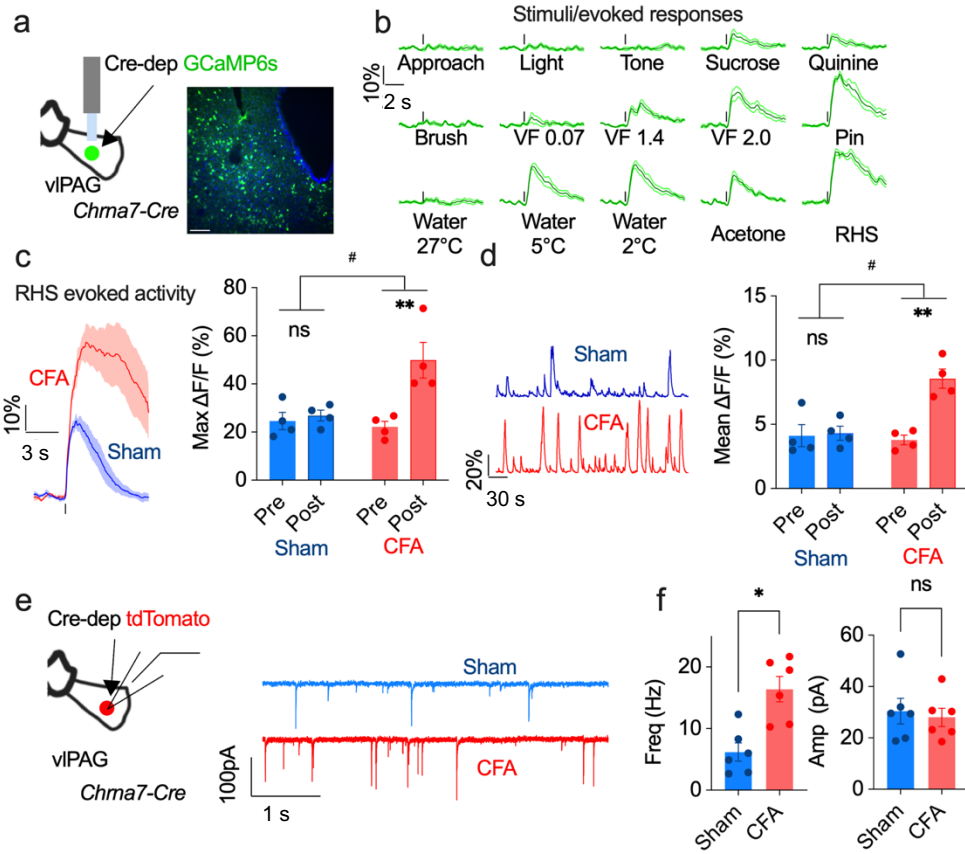 a
Cre-dep GCaMP6s
vlPAG
Chrna7-Cre
b
Stimuli/evoked responses
10%
2 s
Approach
Light
Tone
Sucrose
Quinine
Brush
VF 0.07
VF 1.4
VF 2.0
Pin
Water
27°C
Water
5°C
Water
2°C
Acetone
RHS
c
RHS evoked activity
CFA
Sham
10%
3 s
Max ΔF/F (%)
80
60
40
20
0
ns
#
**
Pre
Post
Pre
Post
Sham
CFA
d
Sham
CFA
20%
30 s
Mean ΔF/F (%)
15
10
5
0
ns
#
**
Pre
Post
Pre
Post
Sham
CFA
e
Cre-dep tdTomato
vlPAG
Chrna7-Cre
Sham
CFA
100pA
1 s
f
Freq (Hz)
20
10
0
*
Sham
CFA
Amp (pA)
60
40
20
0
ns
Sham
CFA